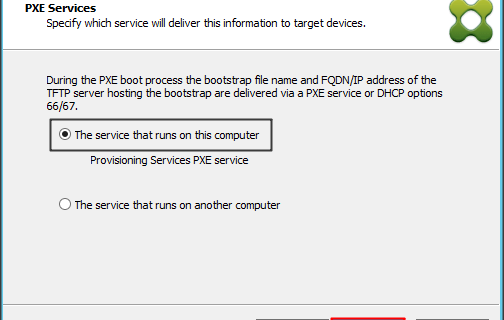 PXE Services
Specify which service will deliver this information to target devices.
During the PXE boot process the bootstrap file name and FQDN/IP address of the
TFTP server hosting the bootstrap are delivered via a PXE service or DHCP options
66/67.
The service that runs on this computer
Provisioning Services PXE service
The service that runs on another computer